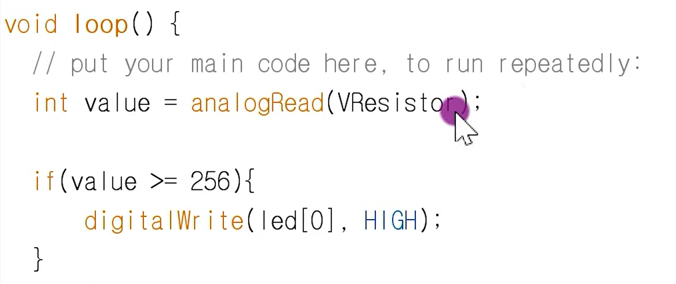 void loop() {
// put your main code here, to run repeatedly:
int value = analogRead(VResistor);
if(value >= 256){
digitalWrite(led[0], HIGH);
}